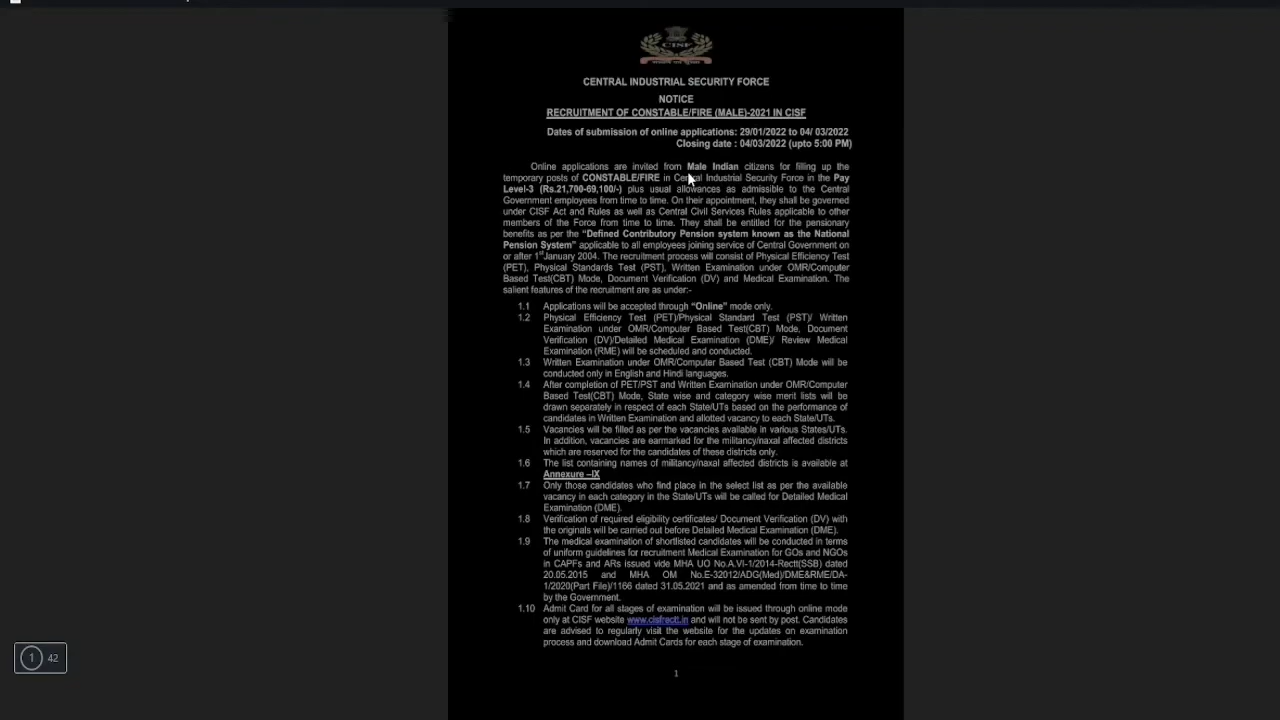 CISF
CENTRAL INDUSTRIAL SECURITY FORCE
NOTICE
RECRUITMENT OF CONSTABLE/FIRE (MALE)-2021 IN CISF
Dates of submission of online applications: 29/01/2022 to 04/ 03/2022
Closing date : 04/03/2022 (upto 5:00 PM)
Online applications are invited from Male Indian citizens for filling up the
temporary posts of CONSTABLE/FIRE in Central Industrial Security Force in the Pay
Level-3 (Rs.21,700-69,100/-) plus usual allowances as admissible to the Central
Government employees from time to time. On their appointment, they shall be governed
under CISF Act and Rules as well as Central Civil Services Rules applicable to other
members of the Force from time to time. They shall be entitled for the pensionary
benefits as per the “Defined Contributory Pension system known as the National
Pension System” applicable to all employees joining service of Central Government on
or after 1st January 2004. The recruitment process will consist of Physical Efficiency Test
(PET), Physical Standards Test (PST), Written Examination under OMR/Computer
Based Test(CBT) Mode, Document Verification (DV) and Medical Examination. The
salient features of the recruitment are as under:-
1.1 Applications will be accepted through “Online” mode only.
1.2 Physical Efficiency Test (PET)/Physical Standard Test (PST)/ Written
Examination under OMR/Computer Based Test(CBT) Mode, Document
Verification (DV)/Detailed Medical Examination (DME)/ Review Medical
Examination (RME) will be scheduled and conducted.
1.3 Written Examination under OMR/Computer Based Test (CBT) Mode will be
conducted only in English and Hindi languages.
1.4 After completion of PET/PST and Written Examination under OMR/Computer
Based Test(CBT) Mode, State wise and category wise merit lists will be
drawn separately in respect of each State/UTs based on the performance of
candidates in Written Examination and allotted vacancy to each State/UTs.
1.5 Vacancies will be filled as per the vacancies available in various States/UTs.
In addition, vacancies are earmarked for the militancy/naxal affected districts
which are reserved for the candidates of these districts only.
1.6 The list containing names of militancy/naxal affected districts is available at
Annexure –IX
1.7 Only those candidates who find place in the select list as per the available
vacancy in each category in the State/UTs will be called for Detailed Medical
Examination (DME).
1.8 Verification of required eligibility certificates/ Document Verification (DV) with
the originals will be carried out before Detailed Medical Examination (DME).
1.9 The medical examination of shortlisted candidates will be conducted in terms
of uniform guidelines for recruitment Medical Examination for GOs and NGOs
in CAPFs and ARs issued vide MHA UO No.A.VI-1/2014-Rectt(SSB) dated
20.05.2015 and MHA OM No.E-32012/ADG(Med)/DME&RME/DA-
1/2020(Part File)/1166 dated 31.05.2021 and as amended from time to time
by the Government.
1.10 Admit Card for all stages of examination will be issued through online mode
only at CISF website www.cisfrectt.in and will not be sent by post. Candidates
are advised to regularly visit the website for the updates on examination
process and download Admit Cards for each stage of examination.
1
1 42